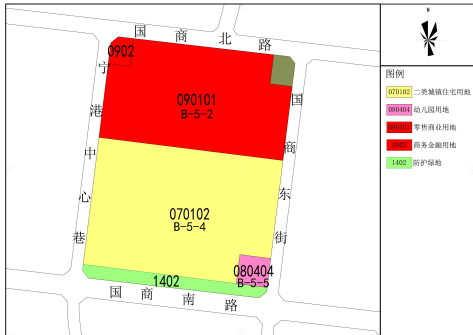 国商北路
N
0902
宁港中心巷
090101
B-5-2
国商东街
070102
B-5-4
080404
B-5-5
1402
国商南路
图例
070102 二类城镇住宅用地
080404 幼儿园用地
090101 零售商业用地
0902 商务金融用地
1402 防护绿地